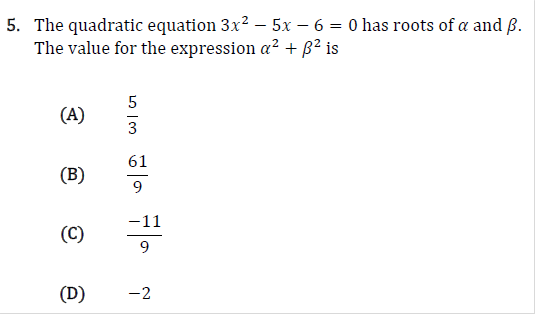 5. The quadratic equation 3x² − 5x − 6 = 0 has roots of α and β.
The value for the expression α² + β² is
(A) 5/3
(B) 61/9
(C) −11/9
(D) −2